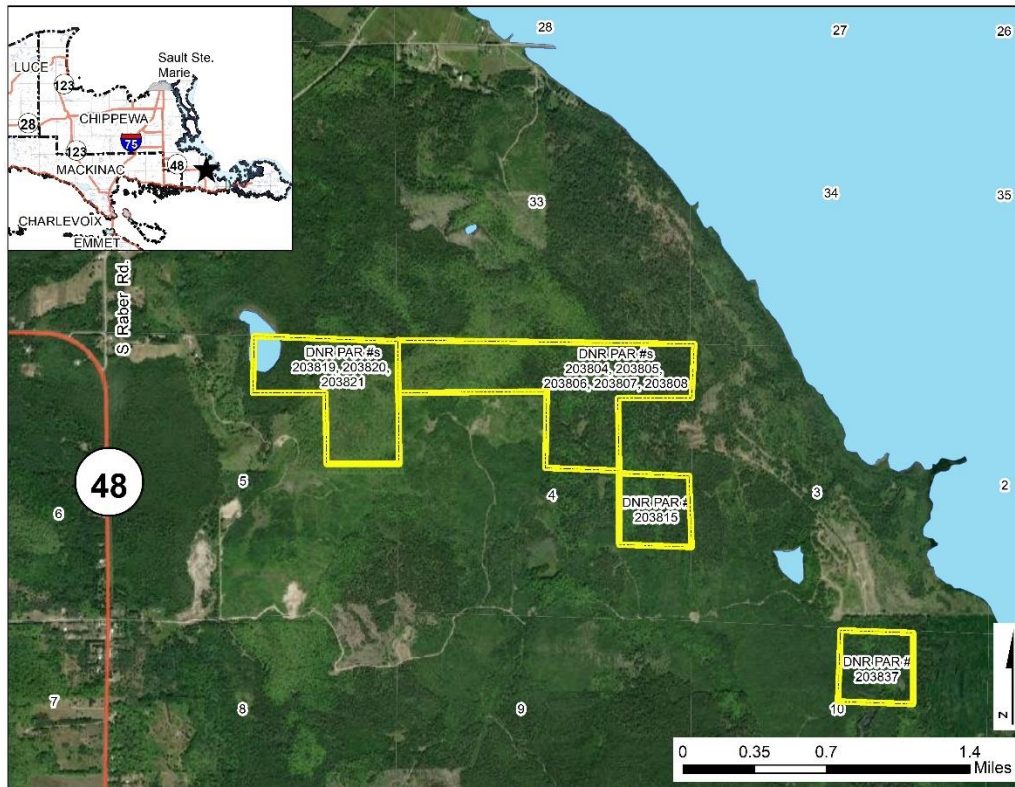 LUCE
Sault Ste.
Marie
123
CHIPPEWA
28
75
123
MACKINAC
48
CHARLEVOIX
EMMET
28
27
26
33
34
35
S Raber Rd.
DNR PAR #s
203819, 203820,
203821
DNR PAR #s
203804, 203805,
203806, 203807, 203808
48
6
5
4
DNR PAR #
203815
3
2
7
8
9
10
DNR PAR #
203837
N
0 0.35 0.7 1.4
Miles